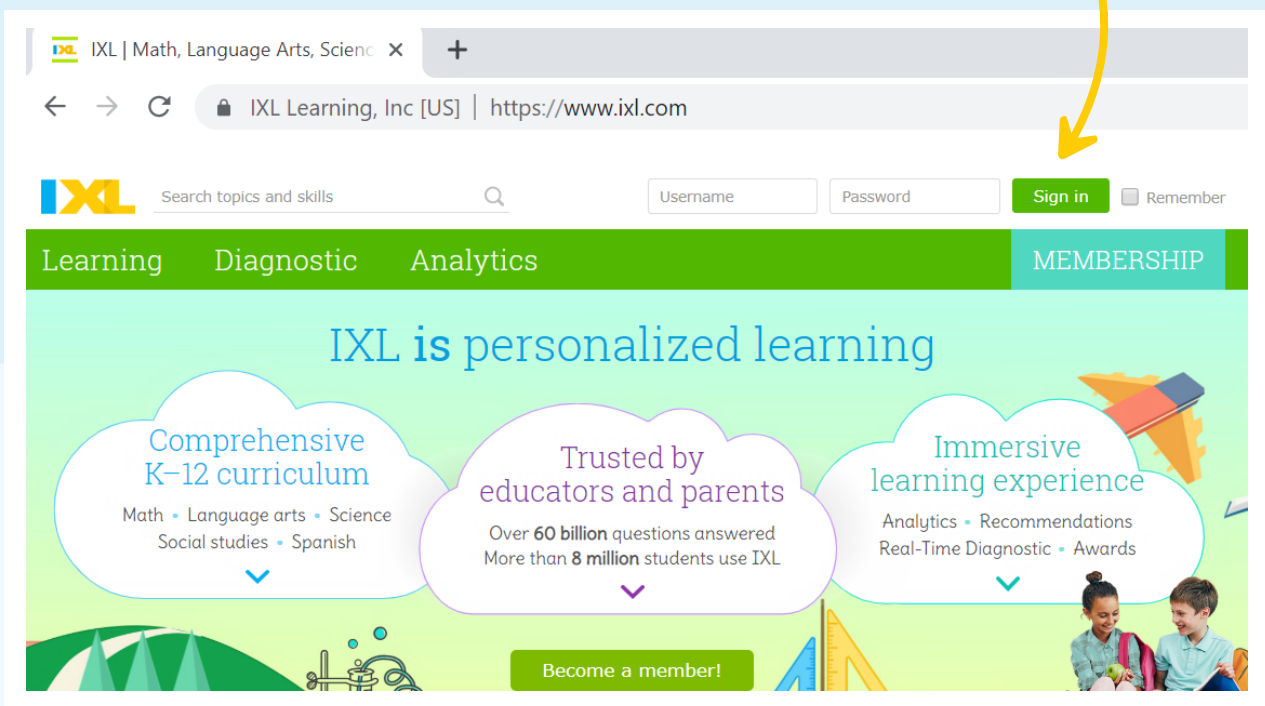 IXL IXL | Math, Language Arts, Scienc
IXL Learning, Inc [US] | https://www.ixl.com
IXL Search topics and skills Username Password Sign in Remember
Learning Diagnostic Analytics MEMBERSHIP
IXL is personalized learning
Comprehensive
K–12 curriculum
Math • Language arts • Science
Social studies • Spanish
Trusted by
educators and parents
Over 60 billion questions answered
More than 8 million students use IXL
Immersive
learning experience
Analytics • Recommendations
Real-Time Diagnostic • Awards
Become a member!